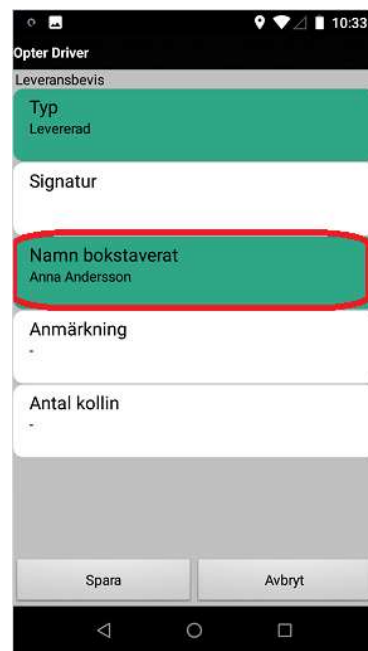 10:33
Opter Driver
Leveransbevis
Typ
Levererad
Signatur
Namn bokstaverat
Anna Andersson
Anmärkning
-
Antal kollin
-
Spara Avbryt